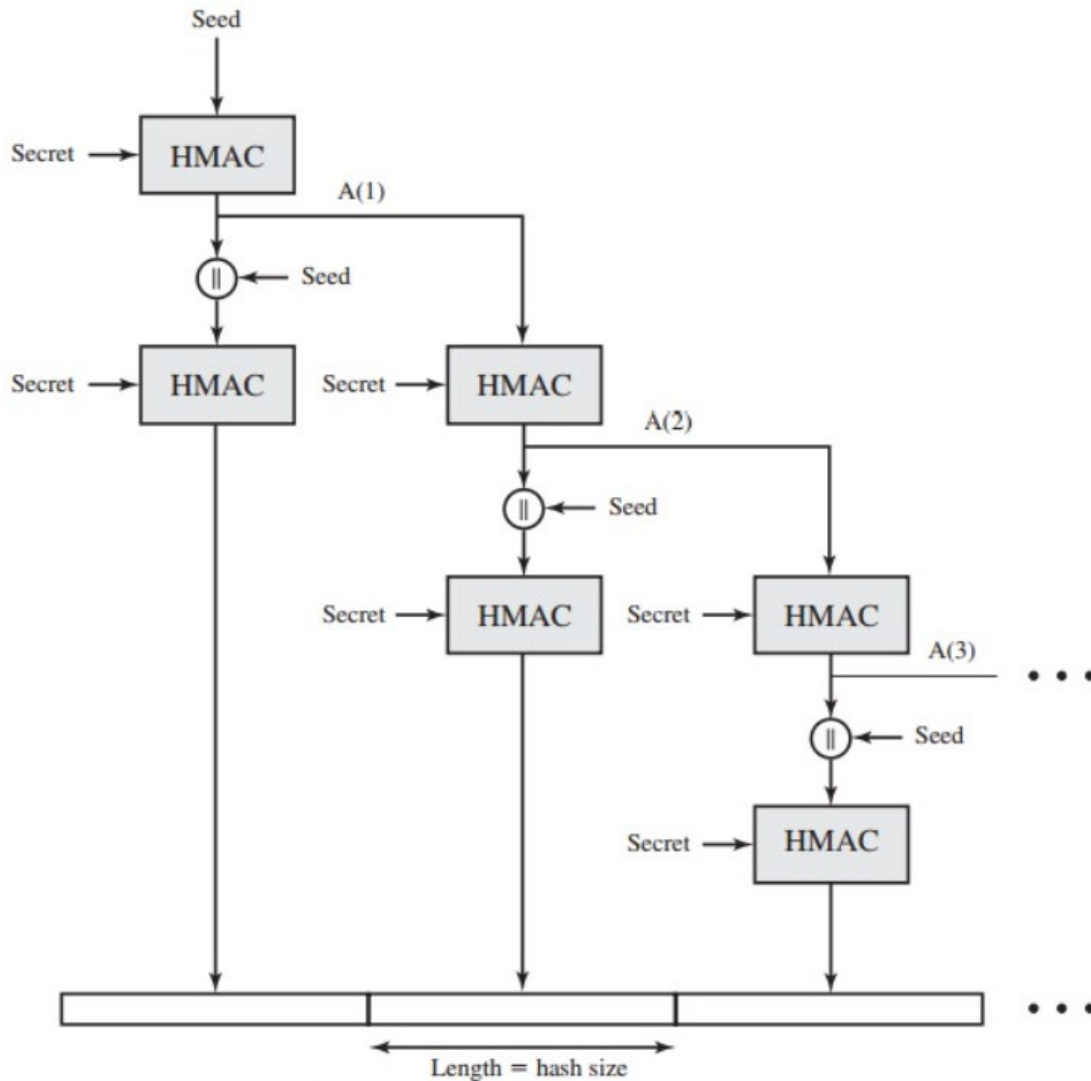 Seed
Secret HMAC
A(1)
|| Seed
Secret HMAC Secret HMAC
A(2)
|| Seed
Secret HMAC Secret HMAC
A(3)
• • •
|| Seed
Secret HMAC
• • •
Length = hash size